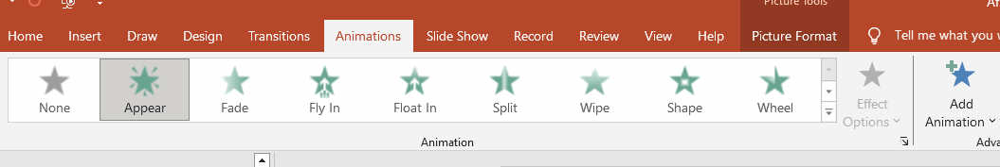 Picture Tools
Home Insert Draw Design Transitions Animations Slide Show Record Review View Help Picture Format Tell me what you
None Appear Fade Fly In Float In Split Wipe Shape Wheel Effect Options Add Animation
Animation